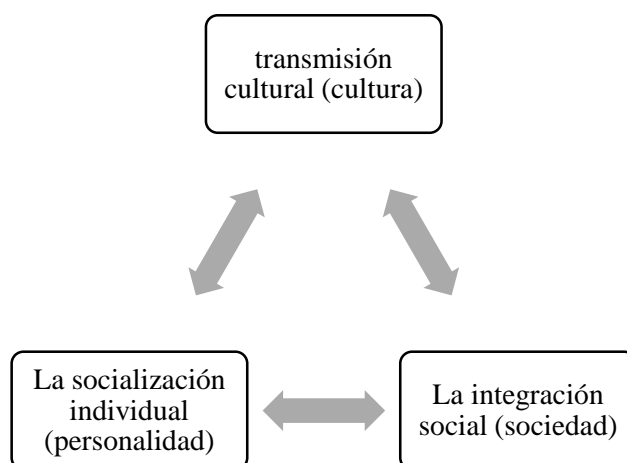 transmisión
cultural (cultura)
La socialización
individual
(personalidad)
La integración
social (sociedad)